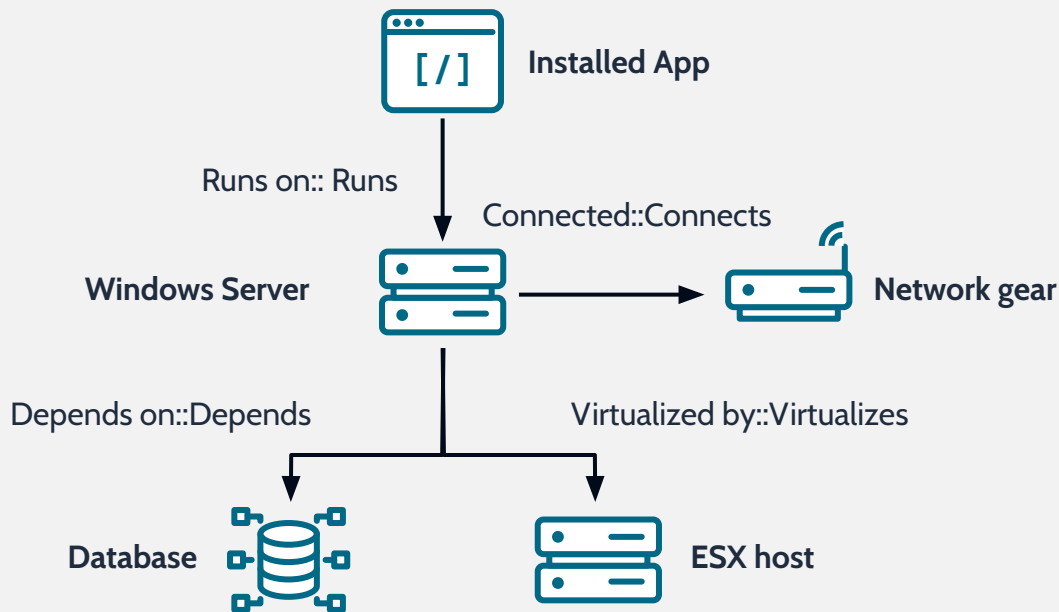 [/]
Installed App
Runs on:: Runs
Connected::Connects
Windows Server
Network gear
Depends on::Depends
Virtualized by::Virtualizes
Database
ESX host